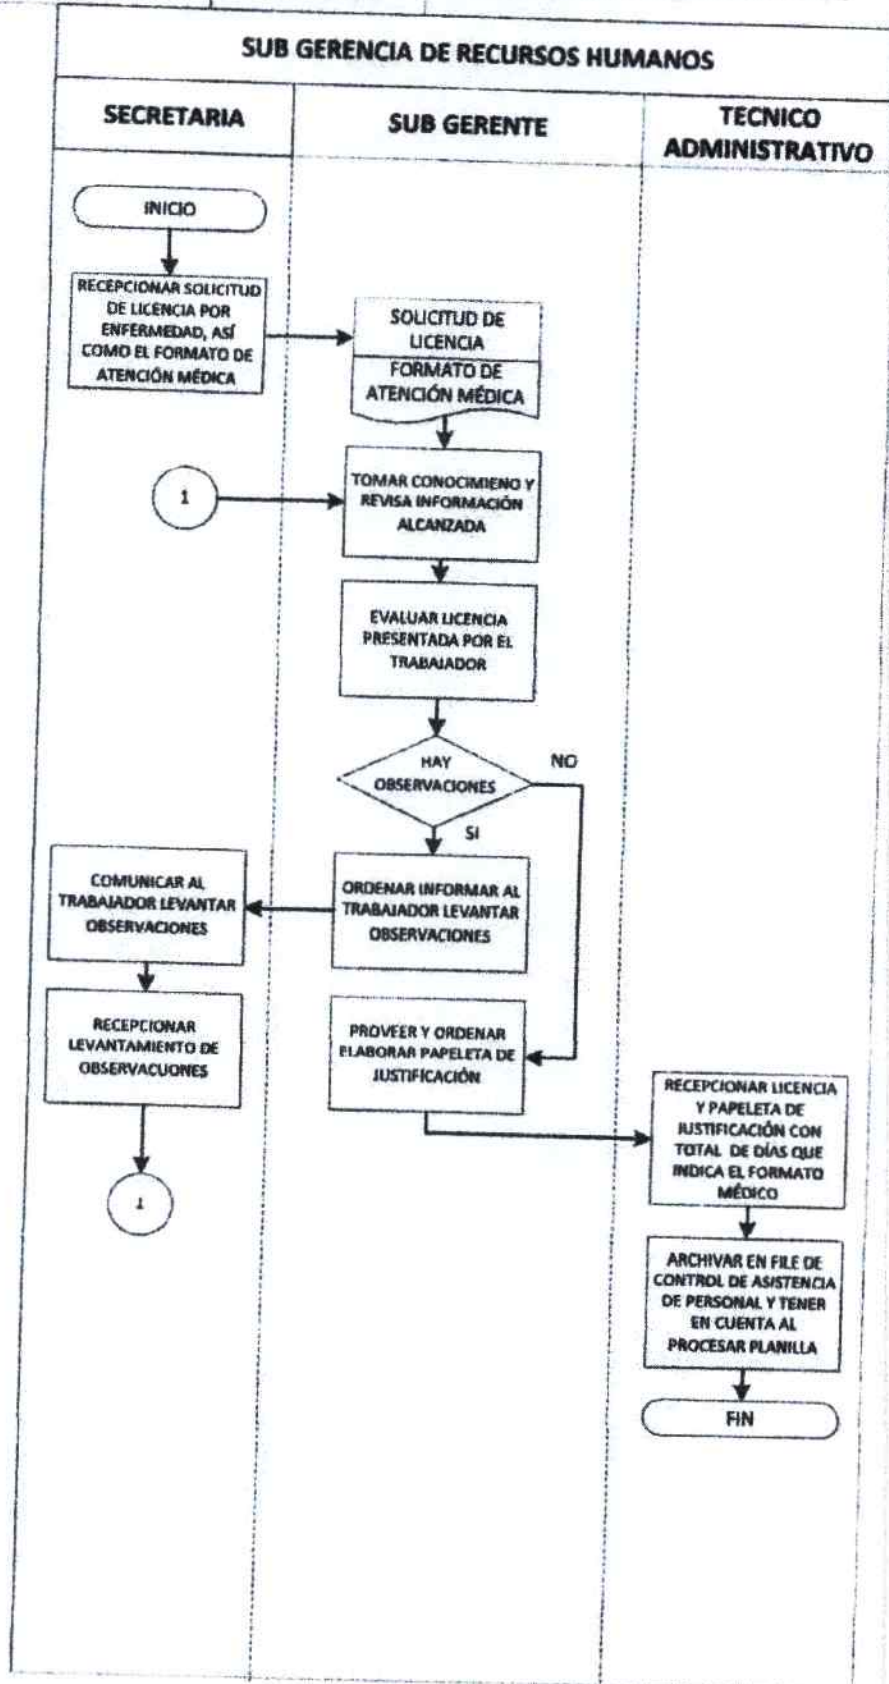 SUB GERENCIA DE RECURSOS HUMANOS
SECRETARIA
SUB GERENTE
TECNICO
ADMINISTRATIVO
INICIO
RECEPCIONAR SOLICITUD
DE LICENCIA POR
ENFERMEDAD, ASÍ
COMO EL FORMATO DE
ATENCIÓN MÉDICA
SOLICITUD DE
LICENCIA
FORMATO DE
ATENCIÓN MÉDICA
1
TOMAR CONOCIMIENO Y
REVISA INFORMACIÓN
ALCANZADA
EVALUAR LICENCIA
PRESENTADA POR EL
TRABAJADOR
HAY
OBSERVACIONES
NO
SI
COMUNICAR AL
TRABAJADOR LEVANTAR
OBSERVACIONES
ORDENAR INFORMAR AL
TRABAJADOR LEVANTAR
OBSERVACIONES
RECEPCIONAR
LEVANTAMIENTO DE
OBSERVACUONES
PROVEER Y ORDENAR
ELABORAR PAPELETA DE
JUSTIFICACIÓN
RECEPCIONAR LICENCIA
Y PAPELETA DE
JUSTIFICACIÓN CON
TOTAL DE DÍAS QUE
INDICA EL FORMATO
MÉDICO
1
ARCHIVAR EN FILE DE
CONTROL DE ASISTENCIA
DE PERSONAL Y TENER
EN CUENTA AL
PROCESAR PLANILLA
FIN